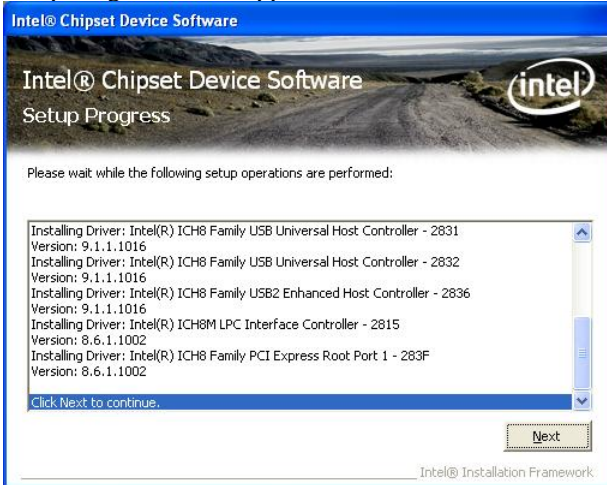 Intel® Chipset Device Software
Intel® Chipset Device Software
intel
Setup Progress
Please wait while the following setup operations are performed:
Installing Driver: Intel(R) ICH8 Family USB Universal Host Controller - 2831
Version: 9.1.1.1016
Installing Driver: Intel(R) ICH8 Family USB Universal Host Controller - 2832
Version: 9.1.1.1016
Installing Driver: Intel(R) ICH8 Family USB2 Enhanced Host Controller - 2836
Version: 9.1.1.1016
Installing Driver: Intel(R) ICH8M LPC Interface Controller - 2815
Version: 8.6.1.1002
Installing Driver: Intel(R) ICH8 Family PCI Express Root Port 1 - 283F
Version: 8.6.1.1002
Click Next to continue.
Next
Intel® Installation Framework